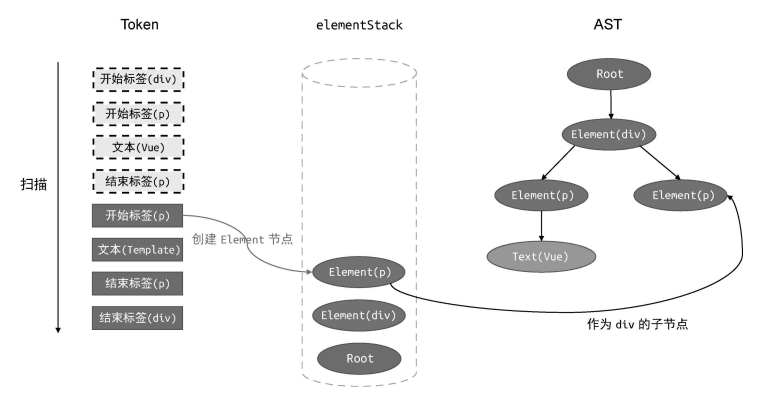 Token
elementStack
AST
扫描
开始标签(div)
开始标签(p)
文本(Vue)
结束标签(p)
开始标签(p)
文本(Template)
结束标签(p)
结束标签(div)
创建 Element 节点
Element(p)
Element(div)
Root
Root
Element(div)
Element(p)
Element(p)
Text(Vue)
作为 div 的子节点